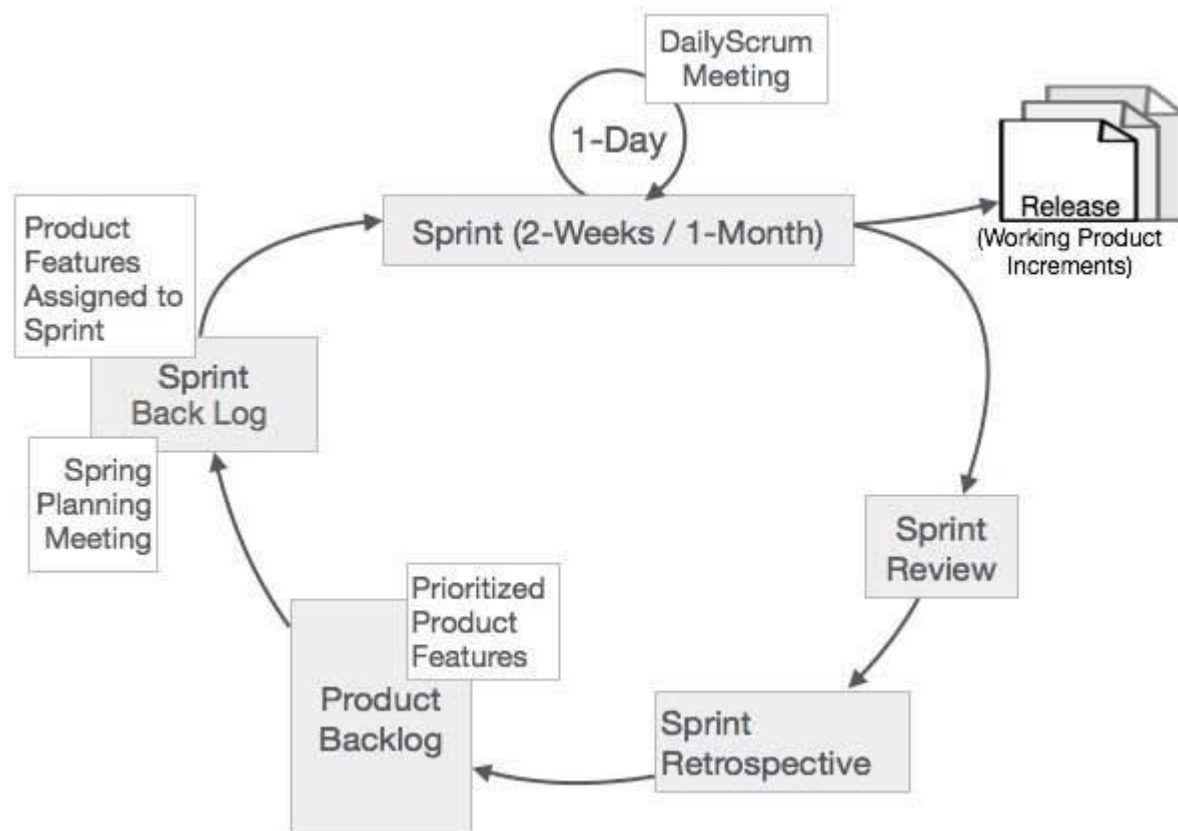 DailyScrum
Meeting
1-Day
Release
(Working Product
Increments)
Sprint (2-Weeks / 1-Month)
Product
Features
Assigned to
Sprint
Sprint
Back Log
Spring
Planning
Meeting
Sprint
Review
Prioritized
Product
Features
Product
Backlog
Sprint
Retrospective